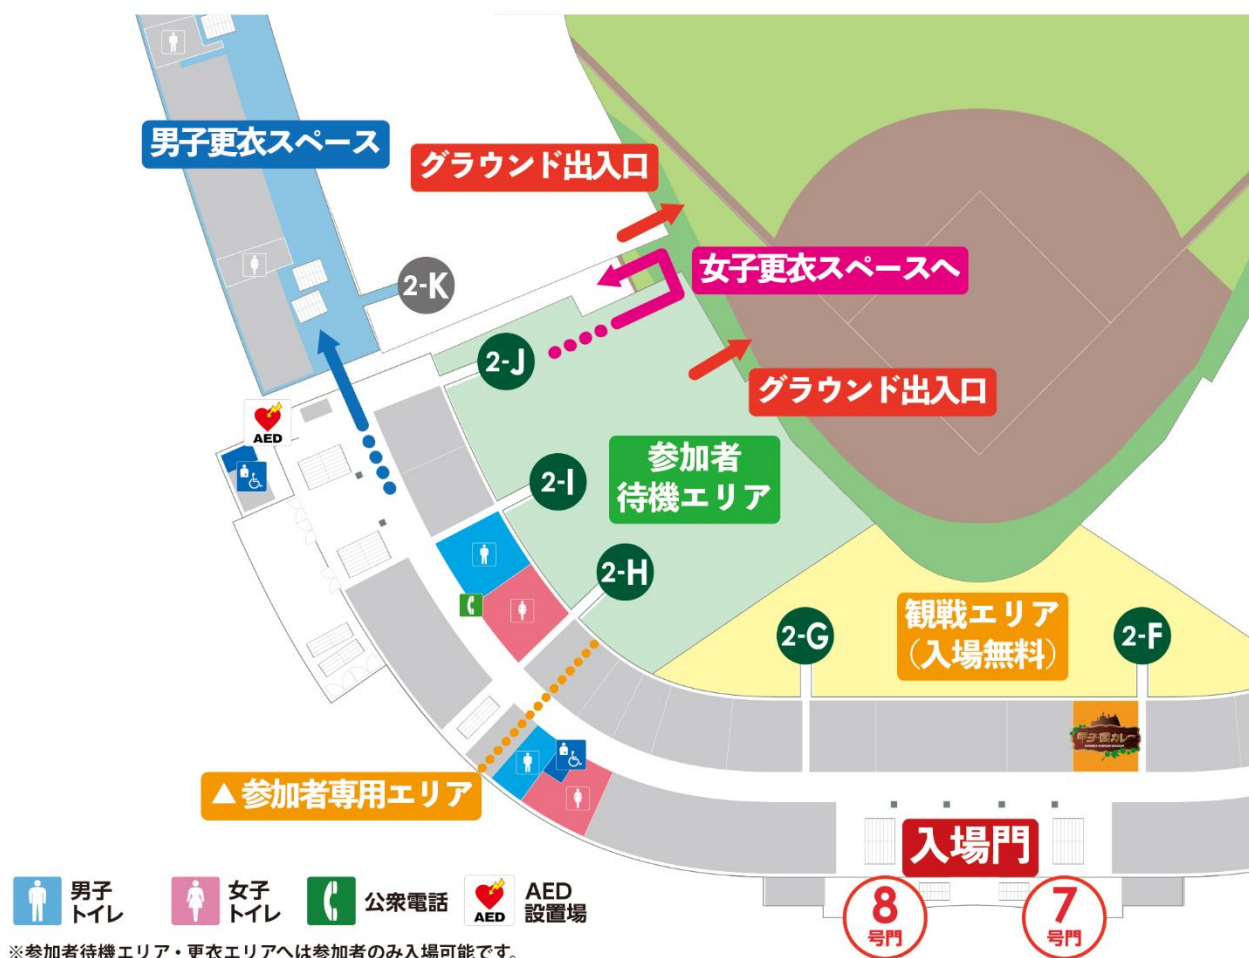 男子更衣スペース
グラウンド出入口
女子更衣スペースへ
2-K
2-J
グラウンド出入口
AED
参加者
待機エリア
2-I
2-H
観戦エリア
(入場無料)
2-G
2-F
甲子園カレー
▲ 参加者専用エリア
入場門
8
号門
7
号門
男子
トイレ
女子
トイレ
公衆電話
AED
AED
設置場
※参加者待機エリア・更衣エリアへは参加者のみ入場可能です。